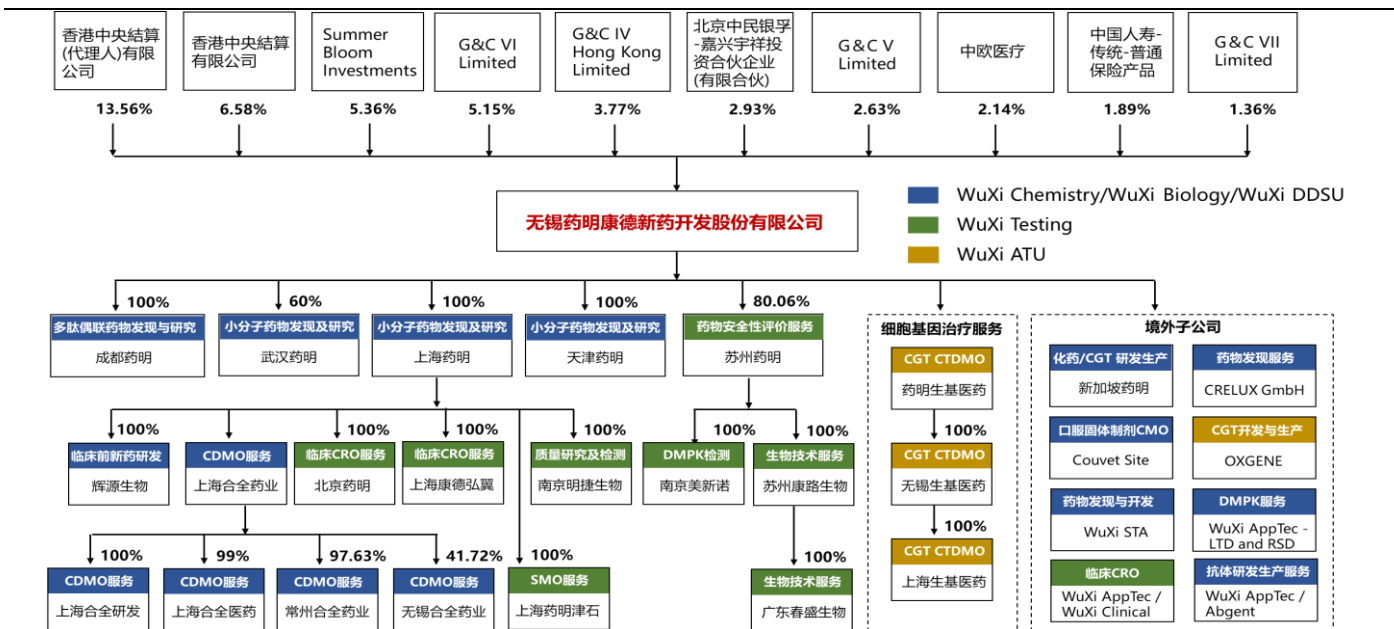 香港中央結算
(代理人)有限
公司
香港中央結算
有限公司
Summer
Bloom
Investments
G&C VI
Limited
G&C IV
Hong Kong
Limited
北京中民银孚
-嘉兴宇祥投
资合伙企业
(有限合伙)
G&C V
Limited
中欧医疗
中国人寿-
传统-普通
保险产品
G&C VII
Limited
13.56%
6.58%
5.36%
5.15%
3.77%
2.93%
2.63%
2.14%
1.89%
1.36%
无锡药明康德新药开发股份有限公司
WuXi Chemistry/WuXi Biology/WuXi DDSU
WuXi Testing
WuXi ATU
100%
60%
100%
100%
80.06%
多肽偶联药物发现与研究
成都药明
小分子药物发现及研究
武汉药明
小分子药物发现及研究
上海药明
小分子药物发现及研究
天津药明
药物安全性评价服务
苏州药明
细胞基因治疗服务
CGT CTDMO
药明生基医药
100%
CGT CTDMO
无锡生基医药
100%
CGT CTDMO
上海生基医药
境外子公司
化药/CGT 研发生产
新加坡药明
药物发现服务
CRELUX GmbH
口服固体制剂CMO
Couvet Site
CGT开发与生产
OXGENE
药物发现与开发
WuXi STA
DMPK服务
WuXi AppTec -
LTD and RSD
临床CRO
WuXi AppTec /
WuXi Clinical
抗体研发生产服务
WuXi AppTec /
Abgent
100%
100%
100%
100%
100%
100%
100%
临床前新药研发
辉源生物
CDMO服务
上海合全药业
临床CRO服务
北京药明
临床CRO服务
上海康德弘翼
质量研究及检测
南京明捷生物
DMPK检测
南京美新诺
生物技术服务
苏州康路生物
100%
99%
97.63%
41.72%
100%
100%
CDMO服务
上海合全研发
CDMO服务
上海合全医药
CDMO服务
常州合全药业
CDMO服务
无锡合全药业
SMO服务
上海药明津石
生物技术服务
广东春盛生物